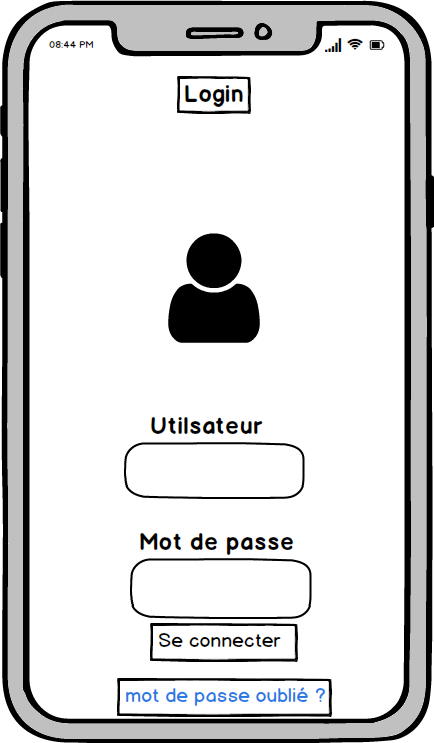 08:44 PM
Login
Utilsateur
Mot de passe
Se connecter
mot de passe oublié ?